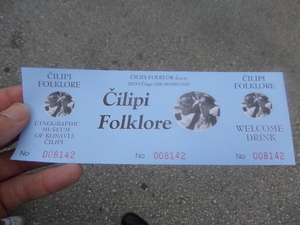 ČILIPI
FOLKLORE
ETNOGRAPHIC
MUSEUM
OF KONAVLE
ČILIPI
No 008142
ČILIPI FOLKLOR
Čilipi
Folklore
No 008142
ČILIPI
FOLKLORE
WELCOME
DRINK
No 008142